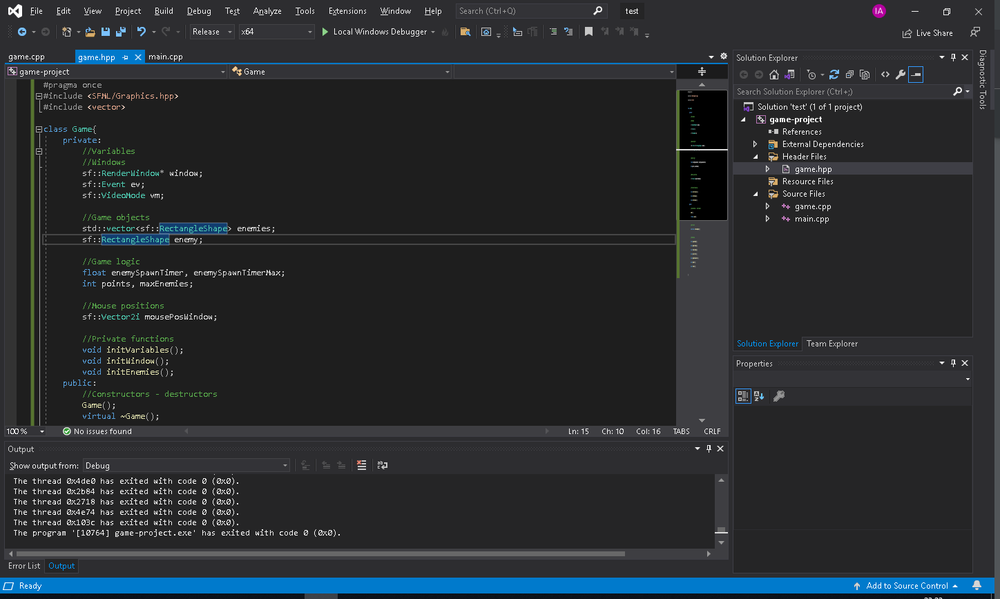 File Edit View Project Build Debug Test Analyze Tools Extensions Window Help Search (Ctrl+Q) test IA
Release x64 Local Windows Debugger Live Share
game.cpp game.hpp main.cpp
game-project Game
#pragma once
#include <SFML/Graphics.hpp>
#include <vector>
class Game{
private:
//Variables
//Windows
sf::RenderWindow* window;
sf::Event ev;
sf::VideoMode vm;
//Game objects
std::vector<sf::RectangleShape> enemies;
sf::RectangleShape enemy;
//Game logic
float enemySpawnTimer, enemySpawnTimerMax;
int points, maxEnemies;
//Mouse positions
sf::Vector2i mousePosWindow;
//Private functions
void initVariables();
void initWindow();
void initEnemies();
public:
//Constructors - destructors
Game();
virtual ~Game();
100 % No issues found Ln: 15 Ch: 10 Col: 16 TABS CRLF
Output
Show output from: Debug
The thread 0x4de0 has exited with code 0 (0x0).
The thread 0x2b84 has exited with code 0 (0x0).
The thread 0x2718 has exited with code 0 (0x0).
The thread 0x4e74 has exited with code 0 (0x0).
The thread 0x103c has exited with code 0 (0x0).
The program '[10764] game-project.exe' has exited with code 0 (0x0).
Error List Output
Solution Explorer
Search Solution Explorer (Ctrl+;)
Solution 'test' (1 of 1 project)
game-project
References
External Dependencies
Header Files
game.hpp
Resource Files
Source Files
game.cpp
main.cpp
Solution Explorer Team Explorer
Properties
Diagnostic Tools
Ready Add to Source Control